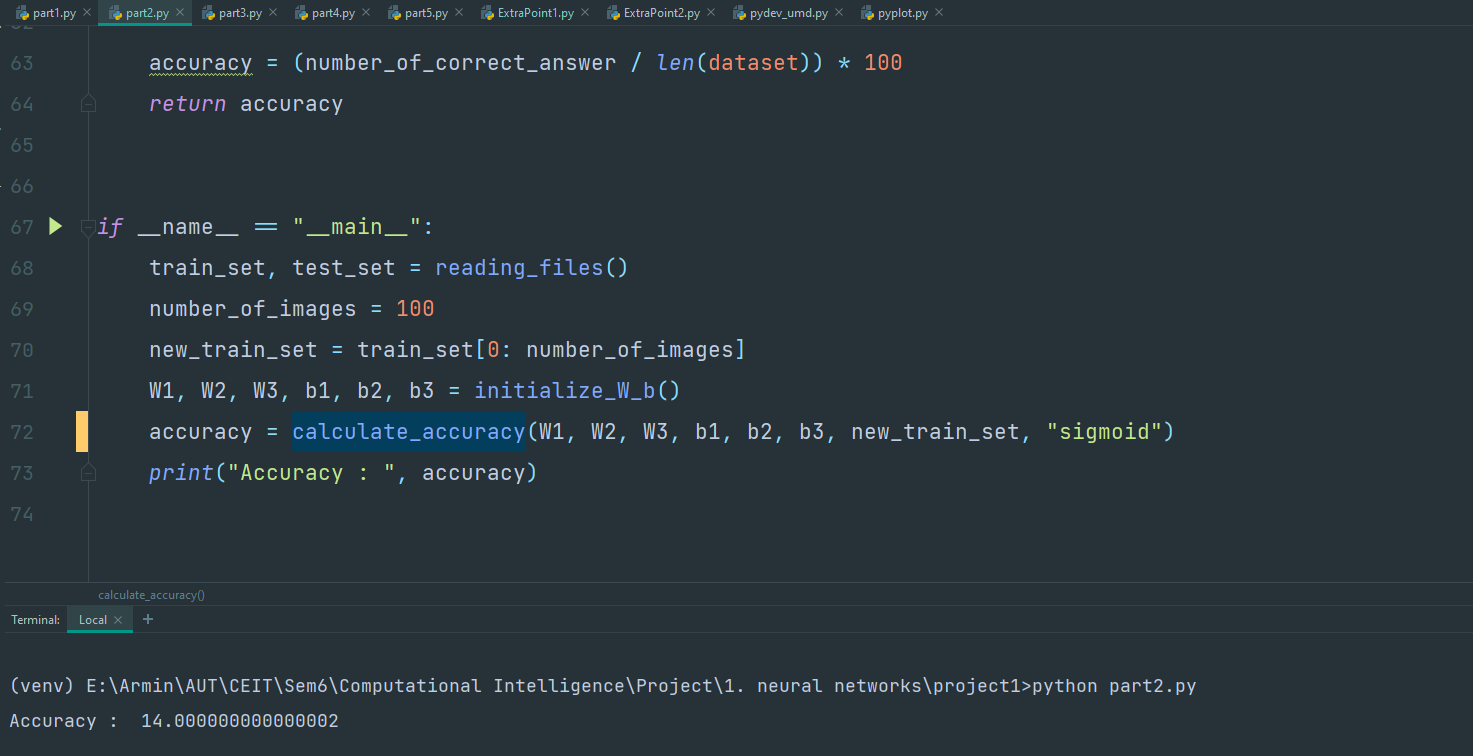 part1.py part2.py part3.py part4.py part5.py ExtraPoint1.py ExtraPoint2.py pydev_umd.py pyplot.py
63 accuracy = (number_of_correct_answer / len(dataset)) * 100
64 return accuracy
65
66
67 if __name__ == "__main__":
68 train_set, test_set = reading_files()
69 number_of_images = 100
70 new_train_set = train_set[0: number_of_images]
71 W1, W2, W3, b1, b2, b3 = initialize_W_b()
72 accuracy = calculate_accuracy(W1, W2, W3, b1, b2, b3, new_train_set, "sigmoid")
73 print("Accuracy : ", accuracy)
74
calculate_accuracy()
Terminal: Local +
(venv) E:\Armin\AUT\CEIT\Sem6\Computational Intelligence\Project\1. neural networks\project1>python part2.py
Accuracy :  14.000000000000002